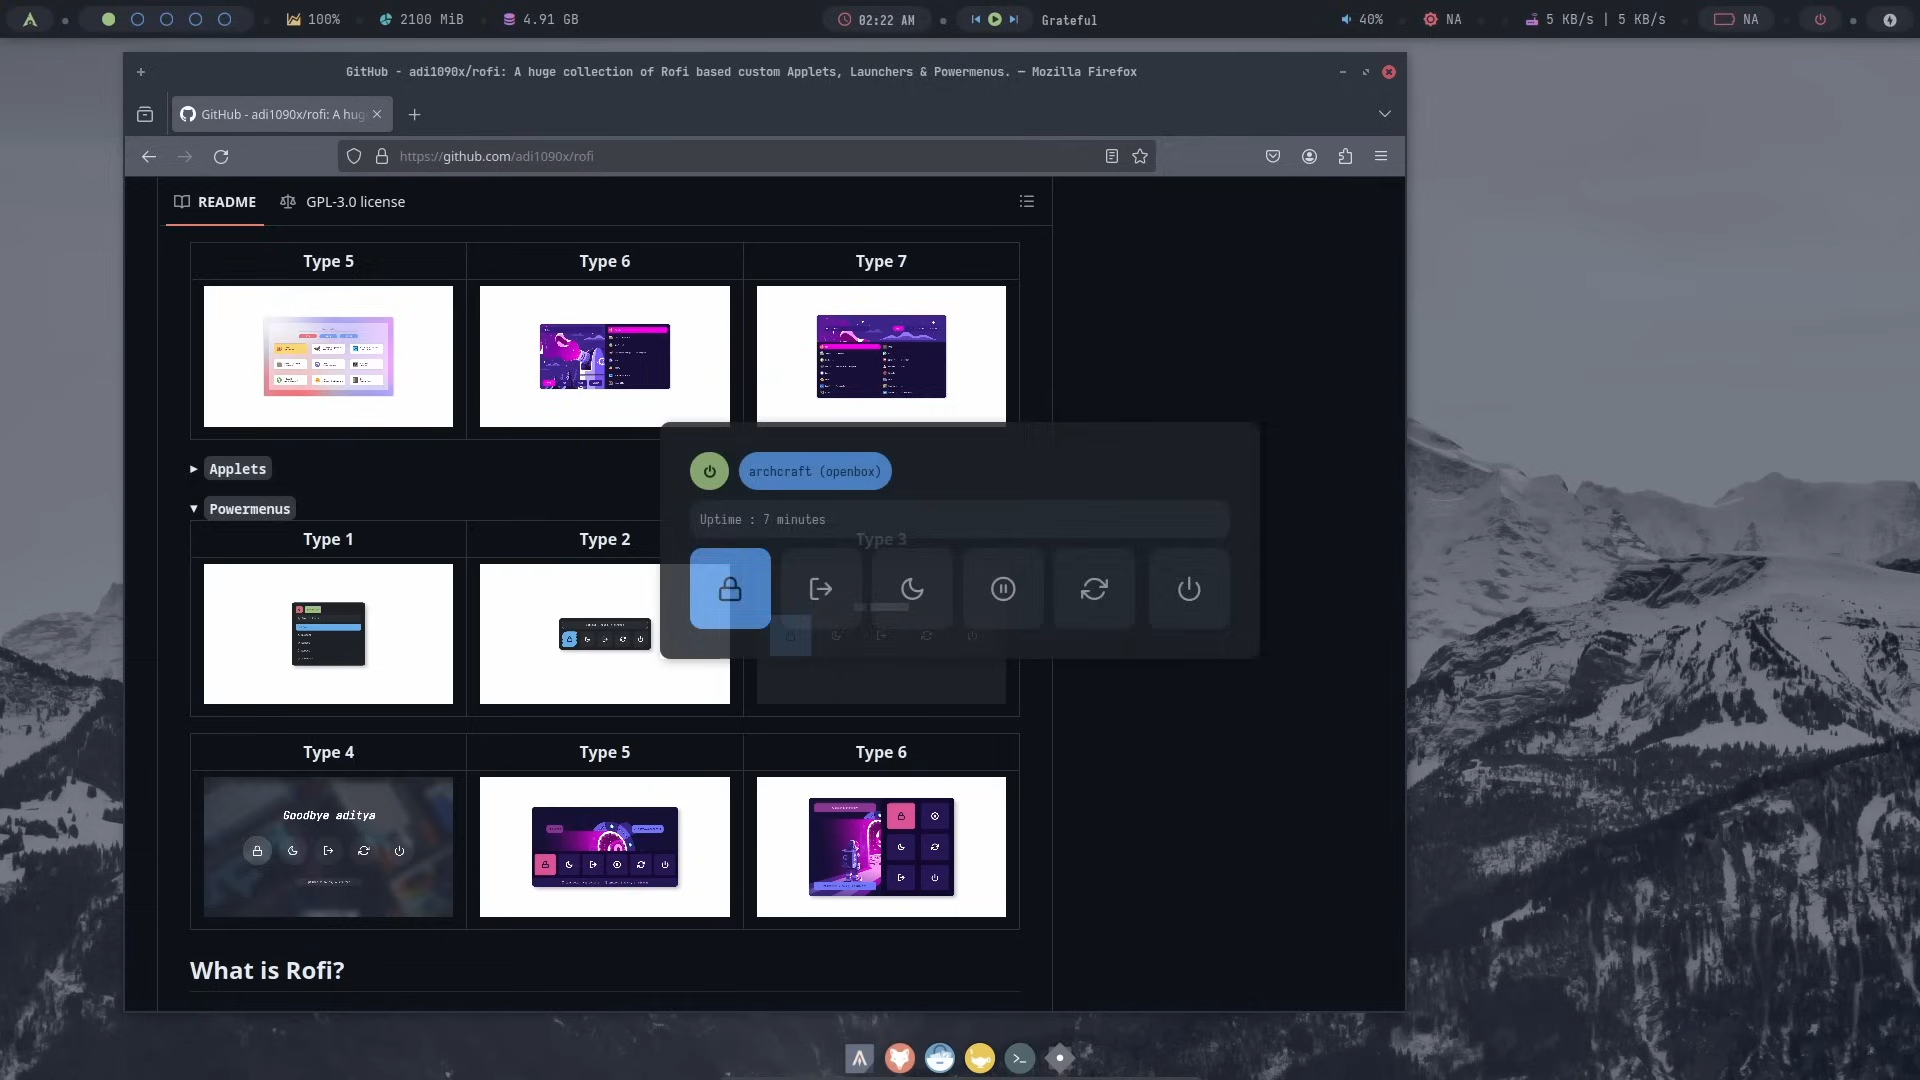 100%
2100 MiB
4.91 GB
02:22 AM
Grateful
40%
NA
5 KB/s | 5 KB/s
NA
GitHub - adi1090x/rofi: A huge collection of Rofi based custom Applets, Launchers & Powermenus. — Mozilla Firefox
GitHub - adi1090x/rofi: A hug
https://github.com/adi1090x/rofi
README
GPL-3.0 license
Type 5
Type 6
Type 7
Applets
archcraft (openbox)
Powermenus
Uptime : 7 minutes
Type 1
Type 2
Type 3
Type 4
Type 5
Type 6
Goodbye aditya
What is Rofi?